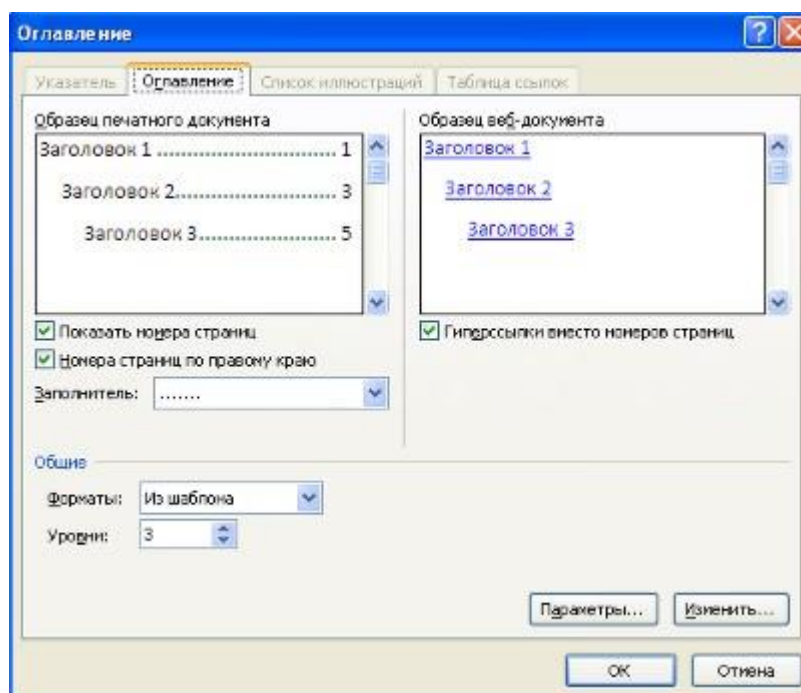 Оглавление
Указатель Оглавление Список иллюстраций Таблица ссылок
Образец печатного документа
Заголовок 1 ................................ 1
Заголовок 2............................ 3
Заголовок 3........................ 5
Показать номера страниц
Номера страниц по правому краю
Заполнитель: .......
Образец веб-документа
Заголовок 1
Заголовок 2
Заголовок 3
Гиперссылки вместо номеров страниц
Общие
Форматы: Из шаблона
Уровни: 3
Параметры... Изменить...
ОК Отмена